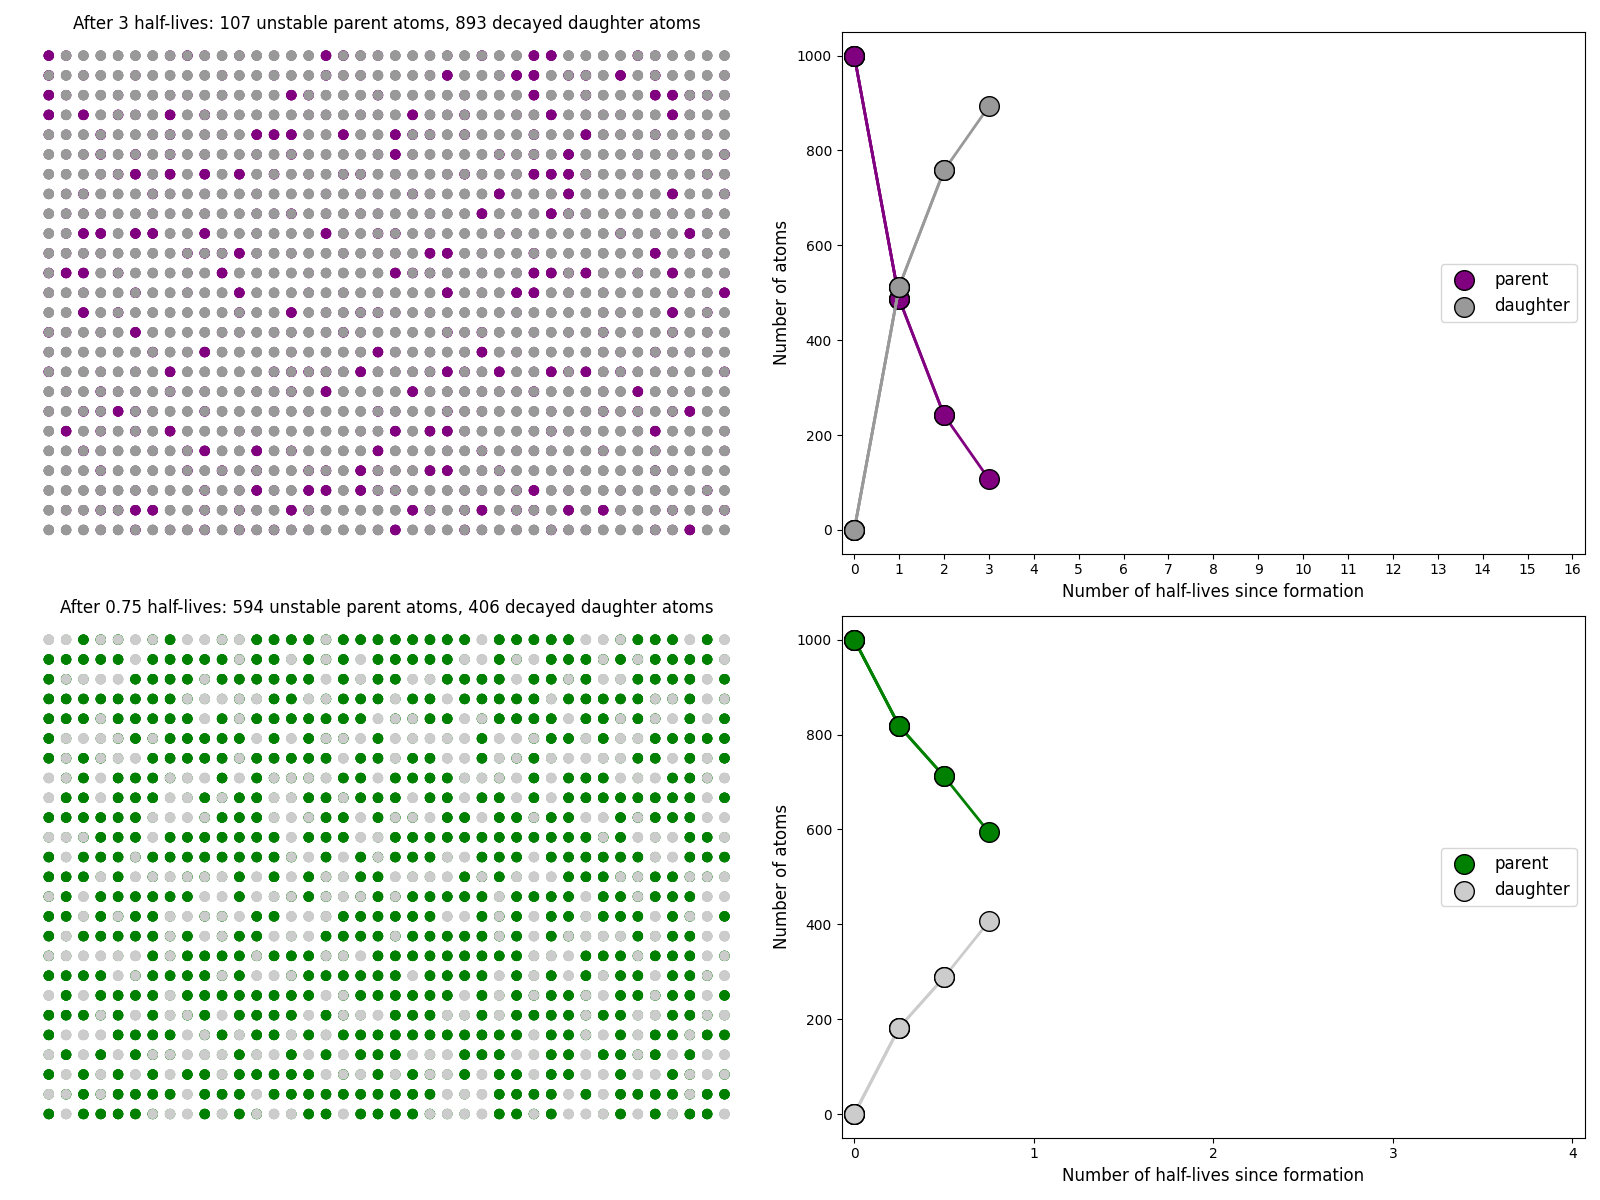 After 3 half-lives: 107 unstable parent atoms, 893 decayed daughter atoms
1000
800
600
400
200
0
Number of atoms
parent
daughter
0 1 2 3 4 5 6 7 8 9 10 11 12 13 14 15 16
Number of half-lives since formation
After 0.75 half-lives: 594 unstable parent atoms, 406 decayed daughter atoms
1000
800
600
400
200
0
Number of atoms
parent
daughter
0 1 2 3 4
Number of half-lives since formation